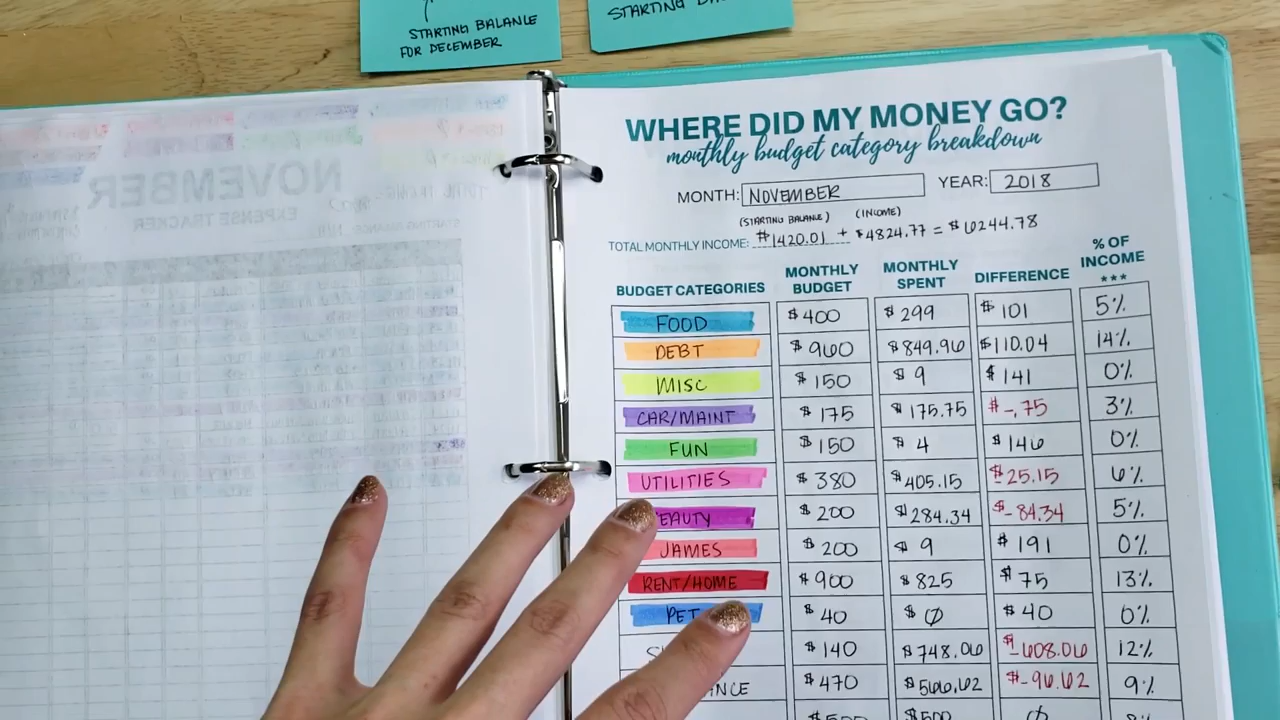 STARTING BALANCE
FOR DECEMBER
STARTING
WHERE DID MY MONEY GO?
monthly budget category breakdown
MONTH: NOVEMBER YEAR: 2018
(STARTING BALANCE) (INCOME)
TOTAL MONTHLY INCOME: $1420.01 + $4824.77 = $6244.78
BUDGET CATEGORIES MONTHLY BUDGET MONTHLY SPENT DIFFERENCE % OF INCOME ***
FOOD $400 $299 $101 5%
DEBT $960 $849.96 $110.04 14%
MISC $150 $9 $141 0%
CAR/MAINT $175 $175.75 $-.75 3%
FUN $150 $4 $146 0%
UTILITIES $380 $405.15 $-25.15 6%
EAUTY $200 $284.34 $-84.34 5%
JAMES $200 $9 $191 0%
RENT/HOME $900 $825 $75 13%
PET $40 $0 $40 0%
$140 $748.06 $-608.06 12%
NCE $470 $566.62 $-96.62 9%
NOVEMBER
EXPENSE TRACKER